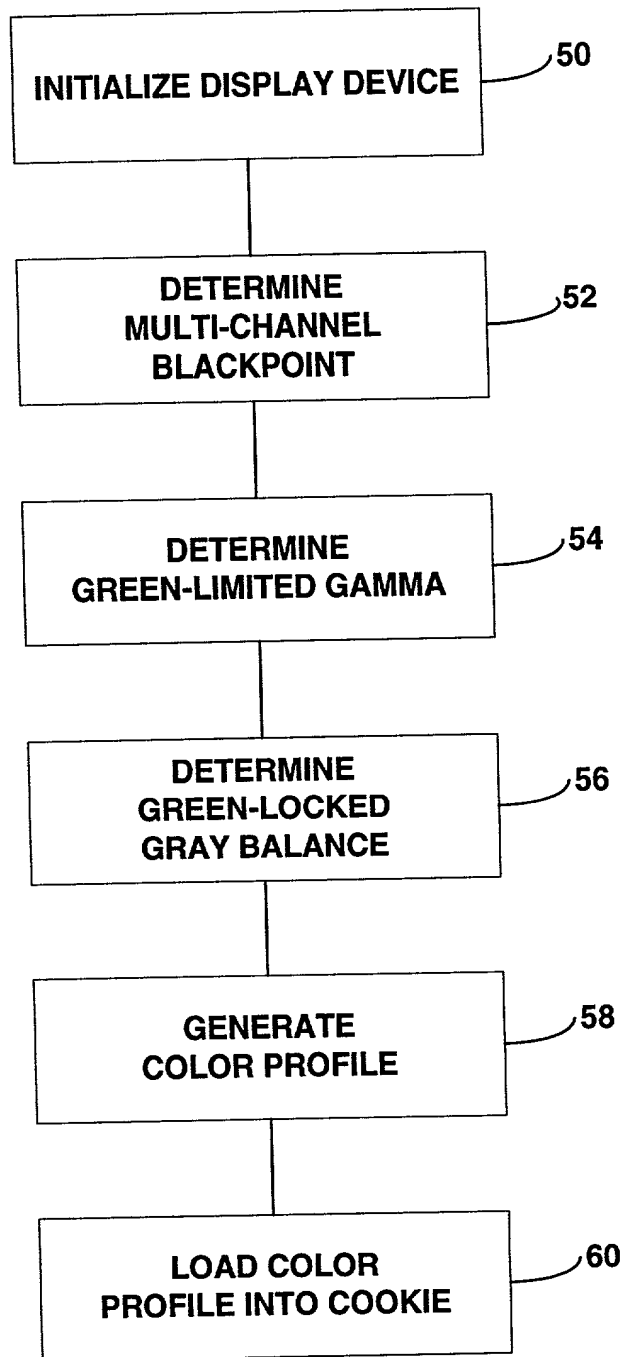 INITIALIZE DISPLAY DEVICE
50
DETERMINE
MULTI-CHANNEL
BLACKPOINT
52
DETERMINE
GREEN-LIMITED GAMMA
54
DETERMINE
GREEN-LOCKED
GRAY BALANCE
56
GENERATE
COLOR PROFILE
58
LOAD COLOR
PROFILE INTO COOKIE
60